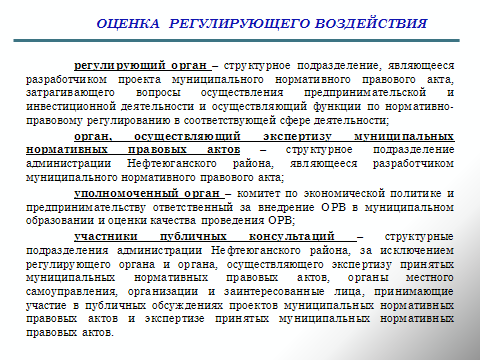 ОЦЕНКА РЕГУЛИРУЮЩЕГО ВОЗДЕЙСТВИЯ
регулирующий орган – структурное подразделение, являющееся
разработчиком проекта муниципального нормативного правового акта,
затрагивающего вопросы осуществления предпринимательской и
инвестиционной деятельности и осуществляющий функции по нормативно-
правовому регулированию в соответствующей сфере деятельности;
орган, осуществляющий экспертизу муниципальных
нормативных правовых актов – структурное подразделение
администрации Нефтеюганского района, являющееся разработчиком
муниципального нормативного правового акта;
уполномоченный орган – комитет по экономической политике и
предпринимательству ответственный за внедрение ОРВ в муниципальном
образовании и оценки качества проведения ОРВ;
участники публичных консультаций – структурные
подразделения администрации Нефтеюганского района, за исключением
регулирующего органа и органа, осуществляющего экспертизу принятых
муниципальных нормативных правовых актов, органы местного
самоуправления, организации и заинтересованные лица, принимающие
участие в публичных обсуждениях проектов муниципальных нормативных
правовых актов и экспертизе принятых муниципальных нормативных
правовых актов.